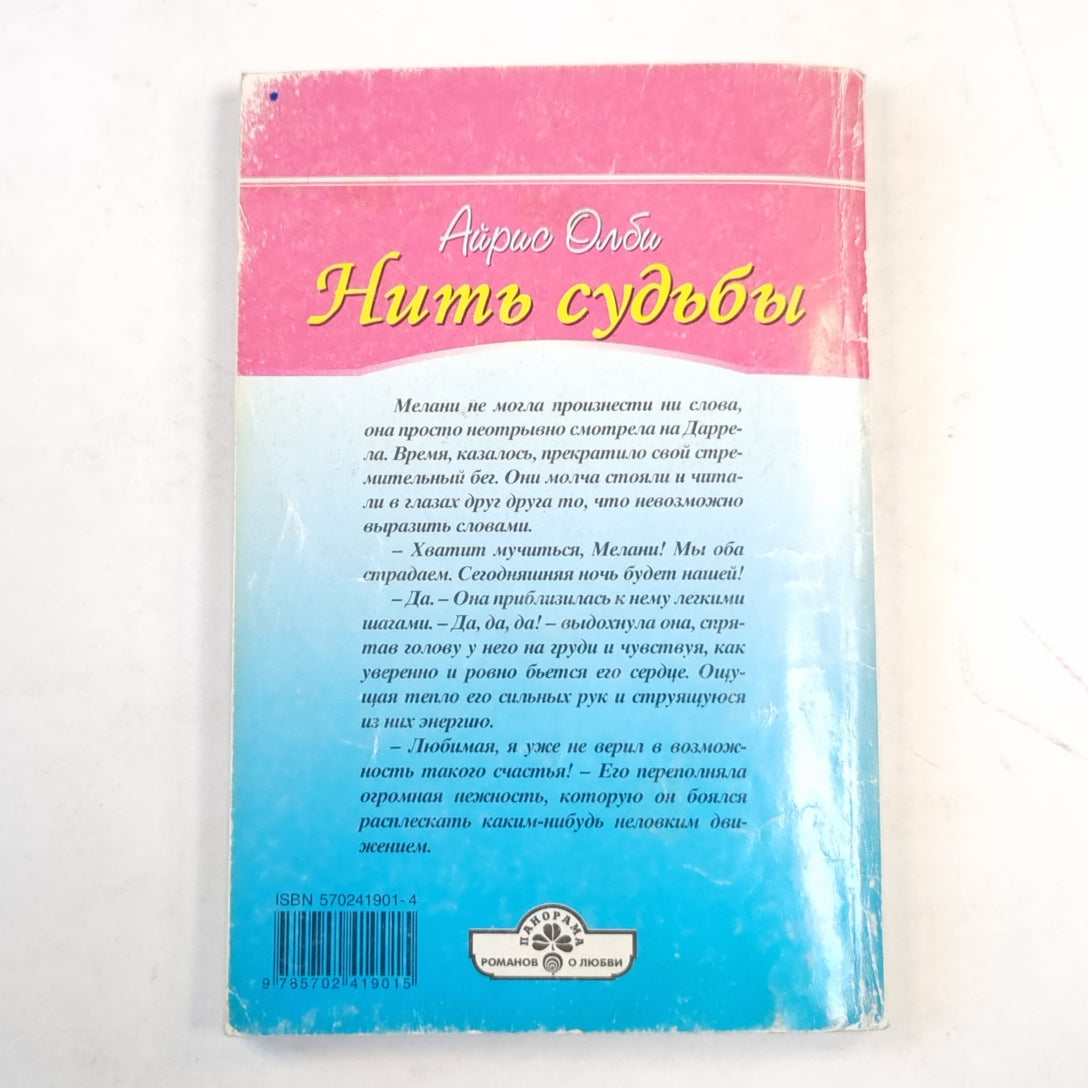 Айрис Олби
Нить судьбы
Мелани не могла произнести ни слова,
она просто неотрывно смотрела на Дарре-
ла. Время, казалось, прекратило свой стре-
мительный бег. Они молча стояли и чита-
ли в глазах друг друга то, что невозможно
выразить словами.
– Хватит мучиться, Мелани! Мы оба
страдаем. Сегодняшняя ночь будет нашей!
– Да. – Она приблизилась к нему легкими
шагами. – Да, да, да! – выдохнула она, спря-
тав голову у него на груди и чувствуя, как
уверенно и ровно бьется его сердце. Ощу-
щая тепло его сильных рук и струящуюся
из них энергию.
– Любимая, я уже не верил в возмож-
ность такого счастья! – Его переполняла
огромная нежность, которую он боялся
расплескать каким-нибудь неловким дви-
жением.
ISBN 570241901-4
9 785702 419015
ПАНОРАМА
РОМАНОВ О ЛЮБВИ